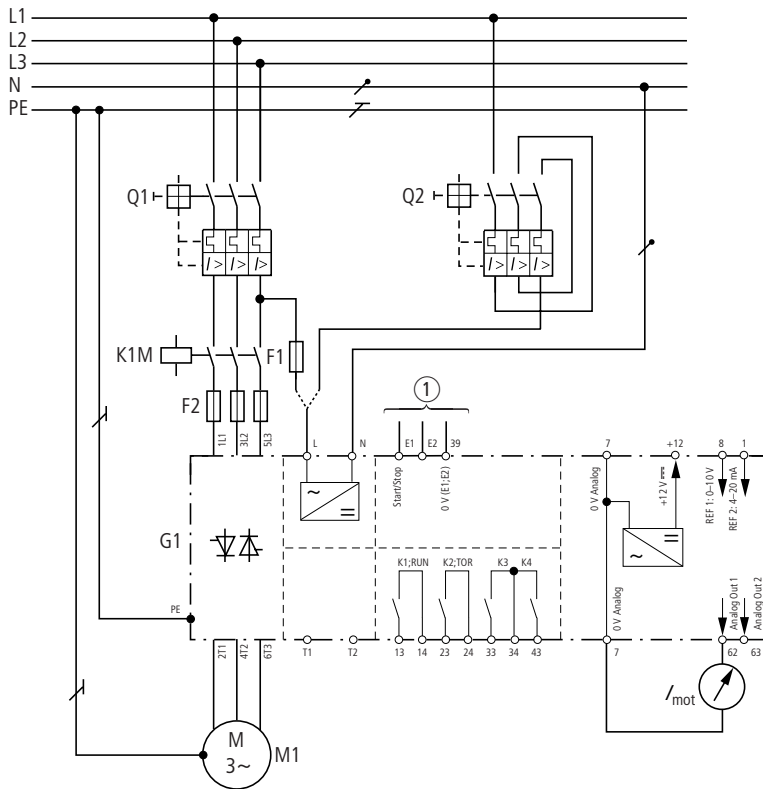 L1
L2
L3
N
PE
Q1
Q2
I> I> I>
I> I> I>
K1M
F1
F2
1
1L1
3L2
5L3
L
N
E1
E2
39
7
+12
8
1
Start/Stop
0 V (E1;E2)
0 V Analog
+12 V
REF 1: 0–10 V
REF 2: 4–20 mA
G1
~
=
~
=
K1;RUN
K2;TOR
K3
K4
PE
0 V Analog
Analog Out 1
Analog Out 2
2T1
4T2
6T3
T1
T2
13
14
23
24
33
34
43
7
62
63
Imot
M
3~
M1